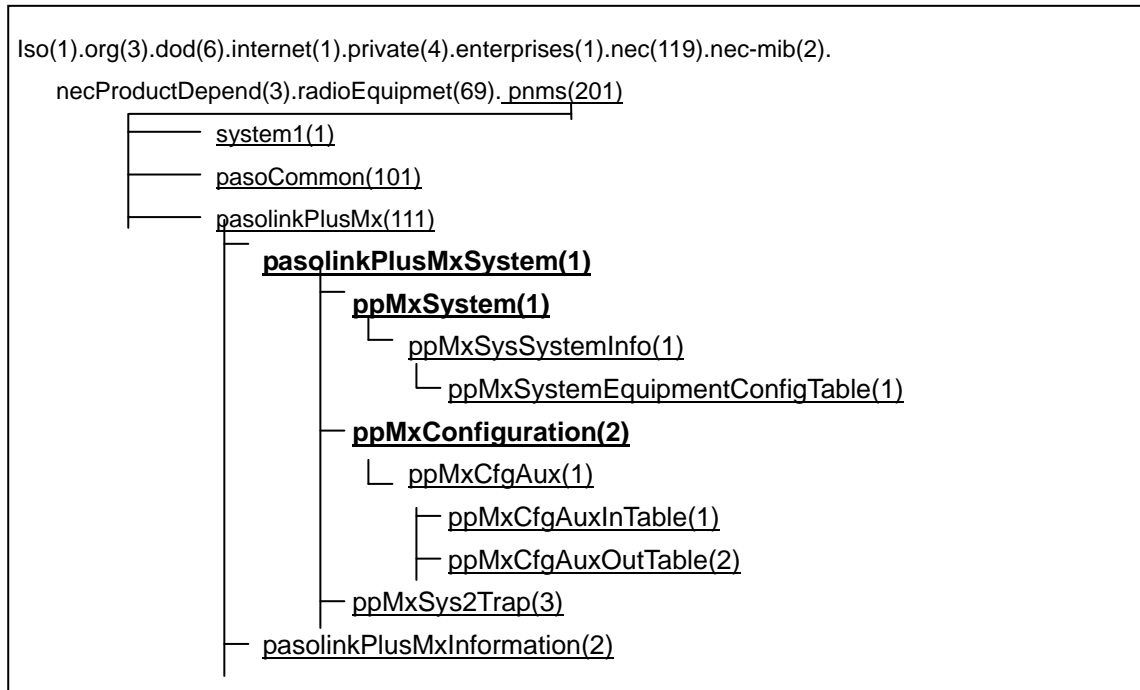 Iso(1).org(3).dod(6).internet(1).private(4).enterprises(1).nec(119).nec-mib(2).
necProductDepend(3).radioEquipmet(69). pnms(201)
system1(1)
pasoCommon(101)
pasolinkPlusMx(111)
pasolinkPlusMxSystem(1)
ppMxSystem(1)
ppMxSysSystemInfo(1)
ppMxSystemEquipmentConfigTable(1)
ppMxConfiguration(2)
ppMxCfgAux(1)
ppMxCfgAuxInTable(1)
ppMxCfgAuxOutTable(2)
ppMxSys2Trap(3)
pasolinkPlusMxInformation(2)